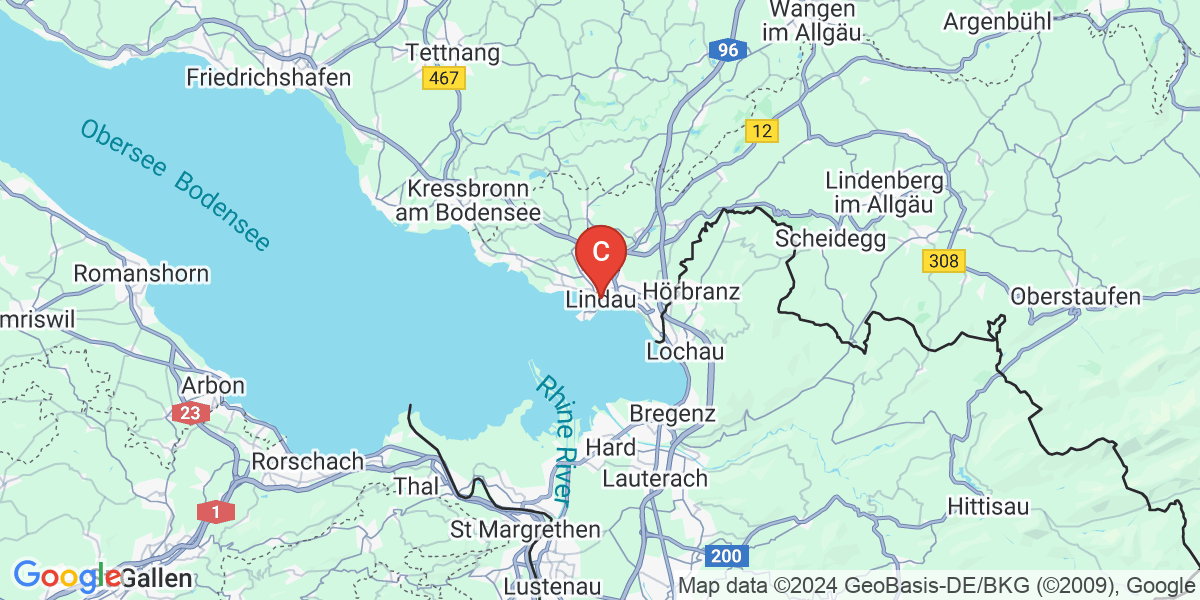 Wangen
im Allgäu
Argenbühl
Tettnang
96
Friedrichshafen
467
12
Obersee Bodensee
Kressbronn
am Bodensee
Lindenberg
im Allgäu
Scheidegg
C
308
Romanshorn
Lindau
Hörbranz
Oberstaufen
mriswil
Lochau
Arbon
Rhine River
23
Bregenz
Hard
Rorschach
Thal
Lauterach
1
Hittisau
St Margrethen
200
Google
Gallen
Lustenau
Map data ©2024 GeoBasis-DE/BKG (©2009), Google